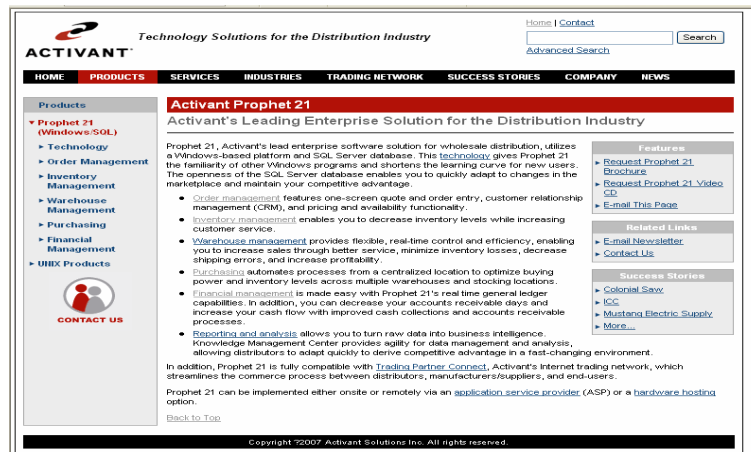 Home | Contact
Technology Solutions for the Distribution Industry
Search
ACTIVANT
Advanced Search
HOME PRODUCTS SERVICES INDUSTRIES TRADING NETWORK SUCCESS STORIES COMPANY NEWS
Products
Prophet 21
(Windows/SQL)
Technology
Order Management
Inventory
Management
Warehouse
Management
Purchasing
Financial
Management
UNIX Products
CONTACT US
Activant Prophet 21
Activant's Leading Enterprise Solution for the Distribution Industry
Prophet 21, Activant's lead enterprise software solution for wholesale distribution, utilizes
a Windows-based platform and SQL Server database. This technology gives Prophet 21
the familiarity of other Windows programs and shortens the learning curve for new users.
The openness of the SQL Server database enables you to quickly adapt to changes in the
marketplace and maintain your competitive advantage.
• Order management features one-screen quote and order entry, customer relationship
management (CRM), and pricing and availability functionality.
• Inventory management enables you to decrease inventory levels while increasing
customer service.
• Warehouse management provides flexible, real-time control and efficiency, enabling
you to increase sales through better service, minimize inventory losses, decrease
shipping errors, and increase profitability.
• Purchasing automates processes from a centralized location to optimize buying
power and inventory levels across multiple warehouses and stocking locations.
• Financial management is made easy with Prophet 21's real time general ledger
capabilities. In addition, you can decrease your accounts receivable days and
increase your cash flow with improved cash collections and accounts receivable
processes.
• Reporting and analysis allows you to turn raw data into business intelligence.
Knowledge Management Center provides agility for data management and analysis,
allowing distributors to adapt quickly to derive competitive advantage in a fast-changing environment.
In addition, Prophet 21 is fully compatible with Trading Partner Connect, Activant's Internet trading network, which
streamlines the commerce process between distributors, manufacturers/suppliers, and end-users.
Prophet 21 can be implemented either onsite or remotely via an application service provider (ASP) or a hardware hosting
option.
Back to Top
Features
Request Prophet 21
Brochure
Request Prophet 21 Video
CD
E-mail This Page
Related Links
E-mail Newsletter
Contact Us
Success Stories
Colonial Saw
ICC
Mustang Electric Supply
More...
Copyright ?2007 Activant Solutions Inc. All rights reserved.